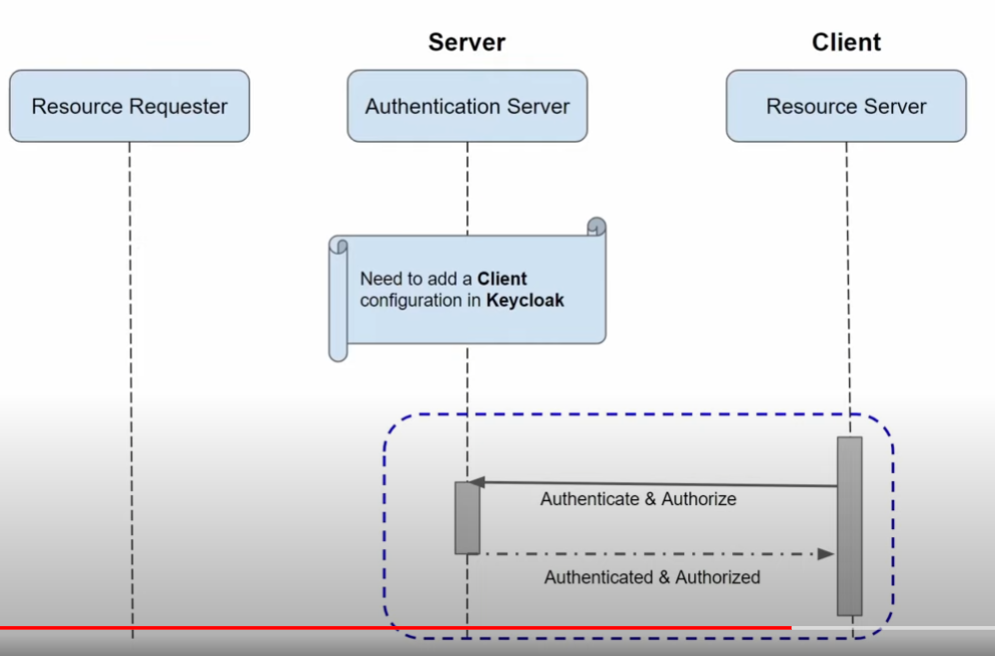 Server
Client
Resource Requester
Authentication Server
Resource Server
Need to add a Client
configuration in Keycloak
Authenticate & Authorize
Authenticated & Authorized